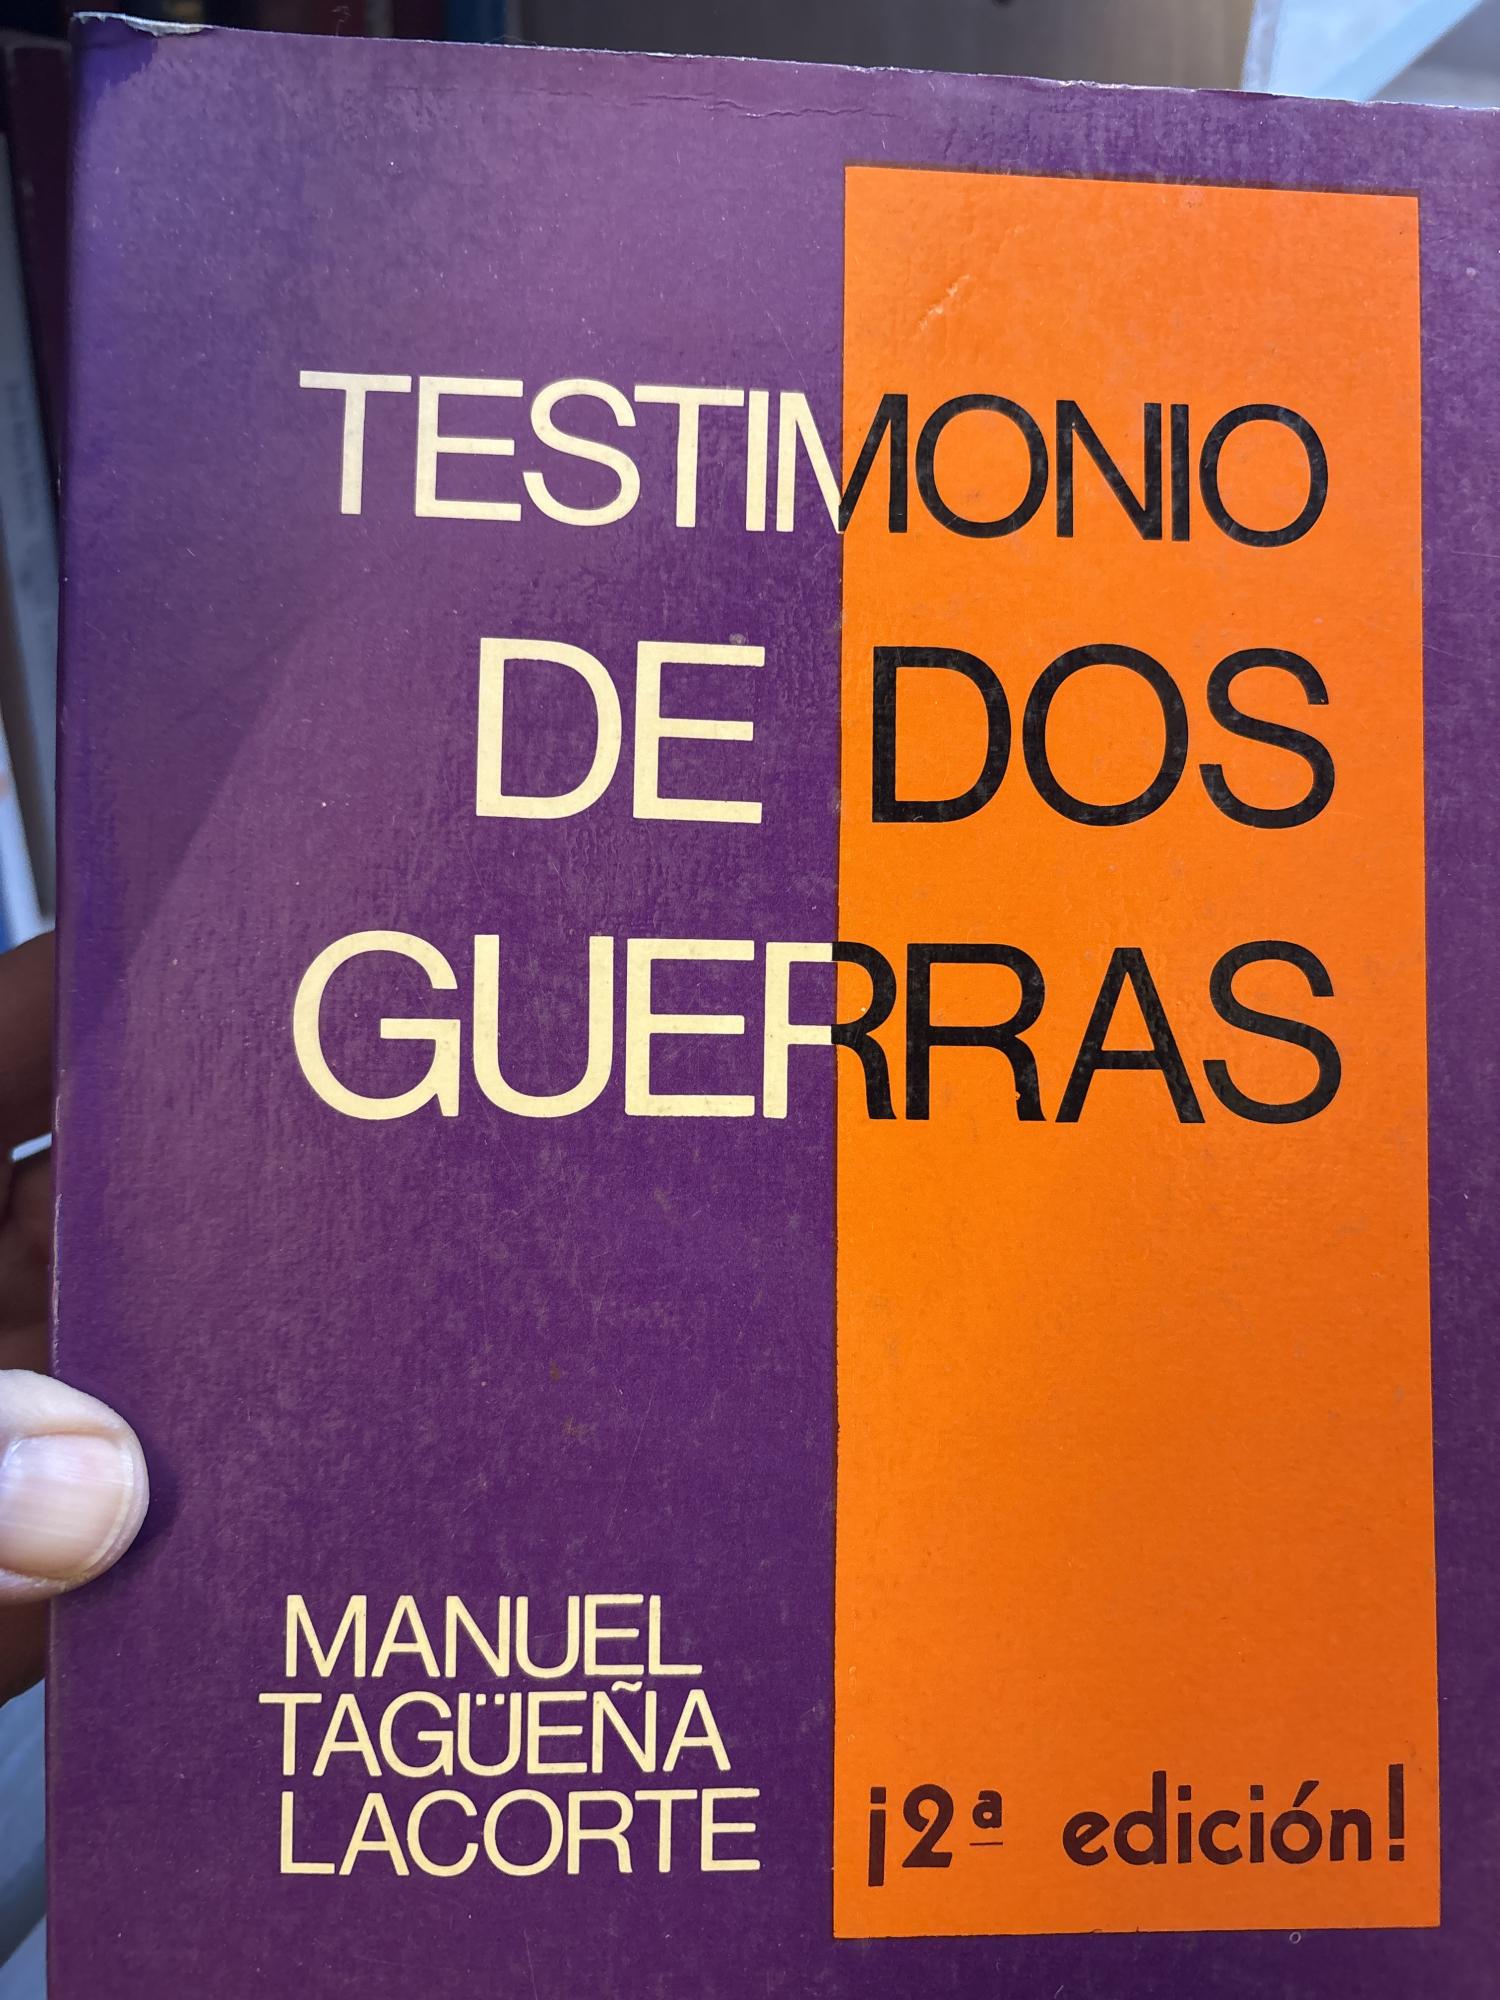 TESTIMONIO
DE DOS
GUERRAS
MANUEL
TAGÜEÑA
LACORTE
¡2ª edición!